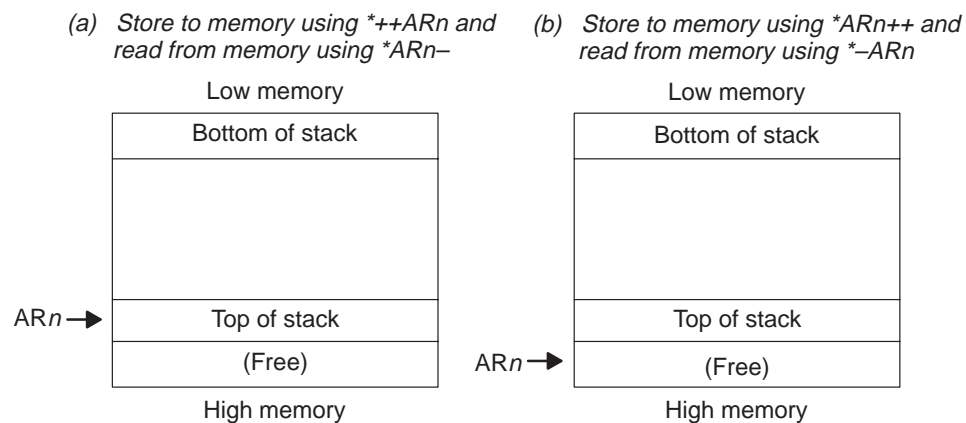 (a) Store to memory using *++ARn and
read from memory using *ARn–
Low memory
Bottom of stack
ARn
Top of stack
(Free)
High memory
(b) Store to memory using *ARn++ and
read from memory using *–ARn
Low memory
Bottom of stack
Top of stack
ARn
(Free)
High memory